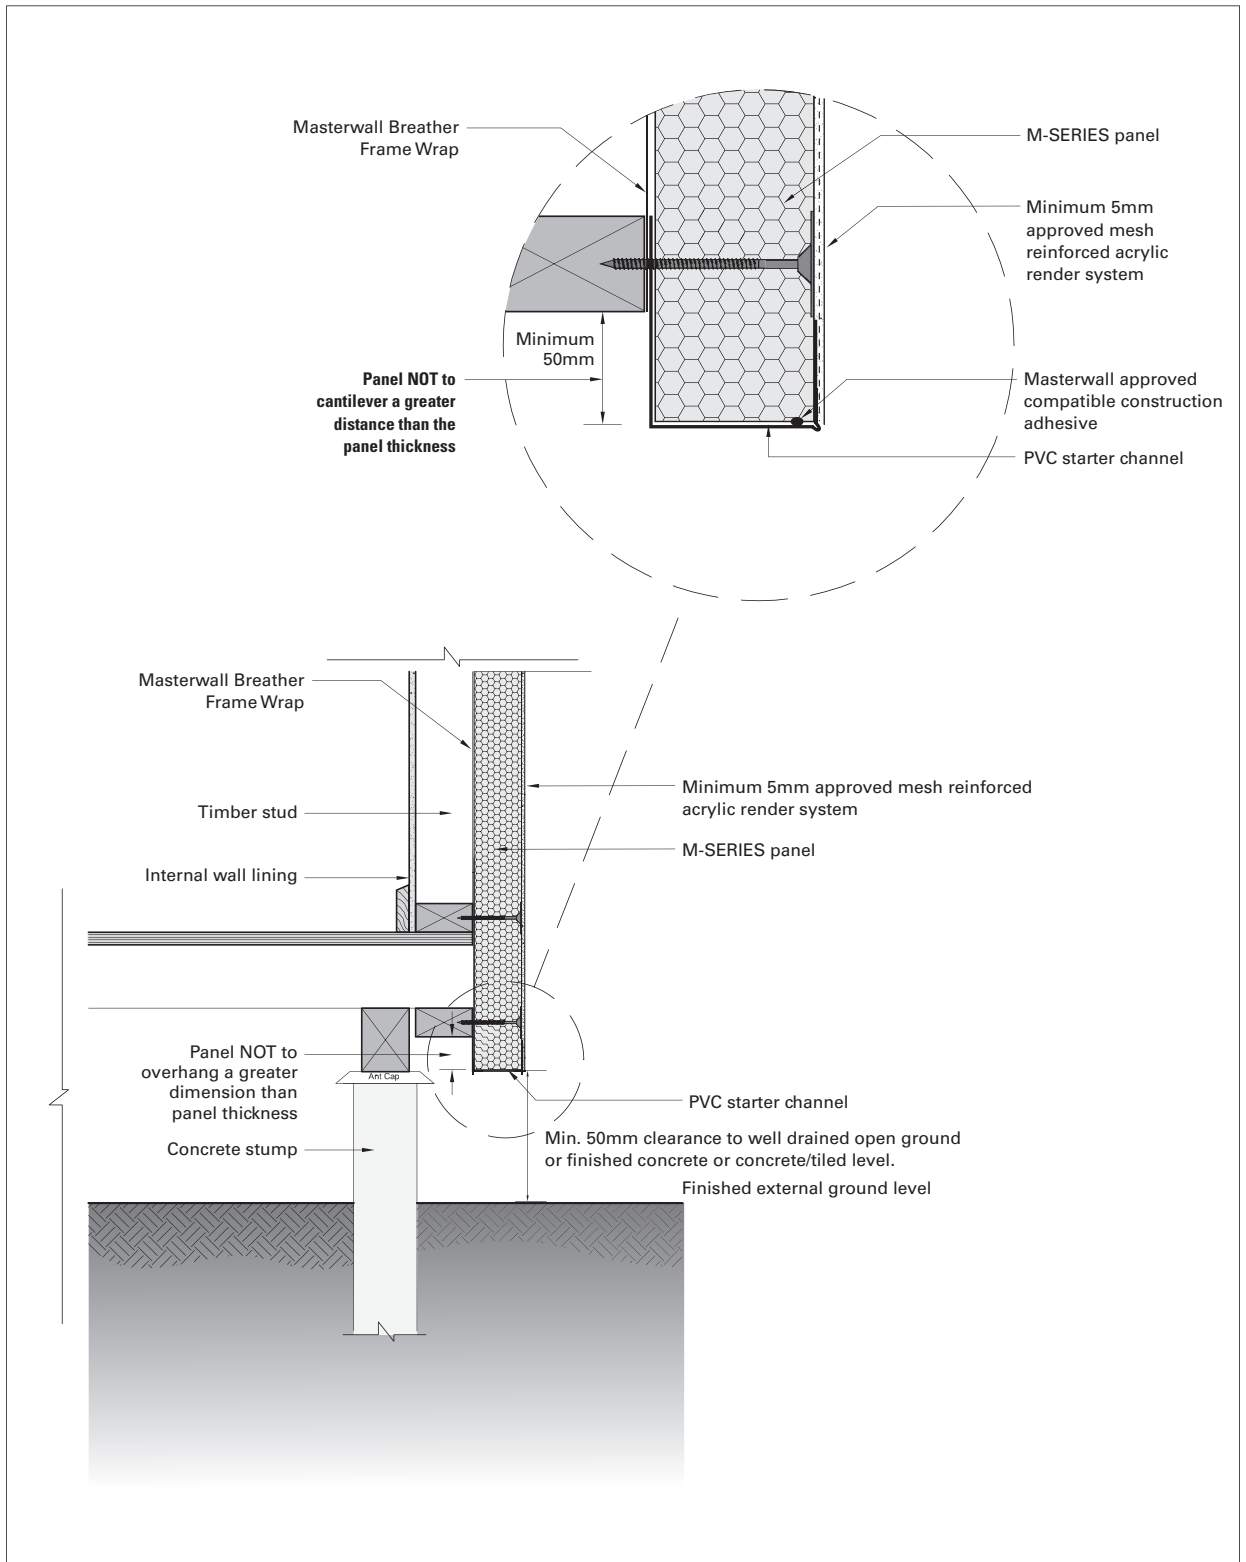 Masterwall Breather
Frame Wrap
M-SERIES panel
Minimum 5mm
approved mesh
reinforced acrylic
render system
Minimum
50mm
Panel NOT to
cantilever a greater
distance than the
panel thickness
Masterwall approved
compatible construction
adhesive
PVC starter channel
Masterwall Breather
Frame Wrap
Minimum 5mm approved mesh reinforced
acrylic render system
Timber stud
M-SERIES panel
Internal wall lining
Panel NOT to
overhang a greater
dimension than
panel thickness
Ant Cap
PVC starter channel
Concrete stump
Min. 50mm clearance to well drained open ground
or finished concrete or concrete/tiled level.
Finished external ground level